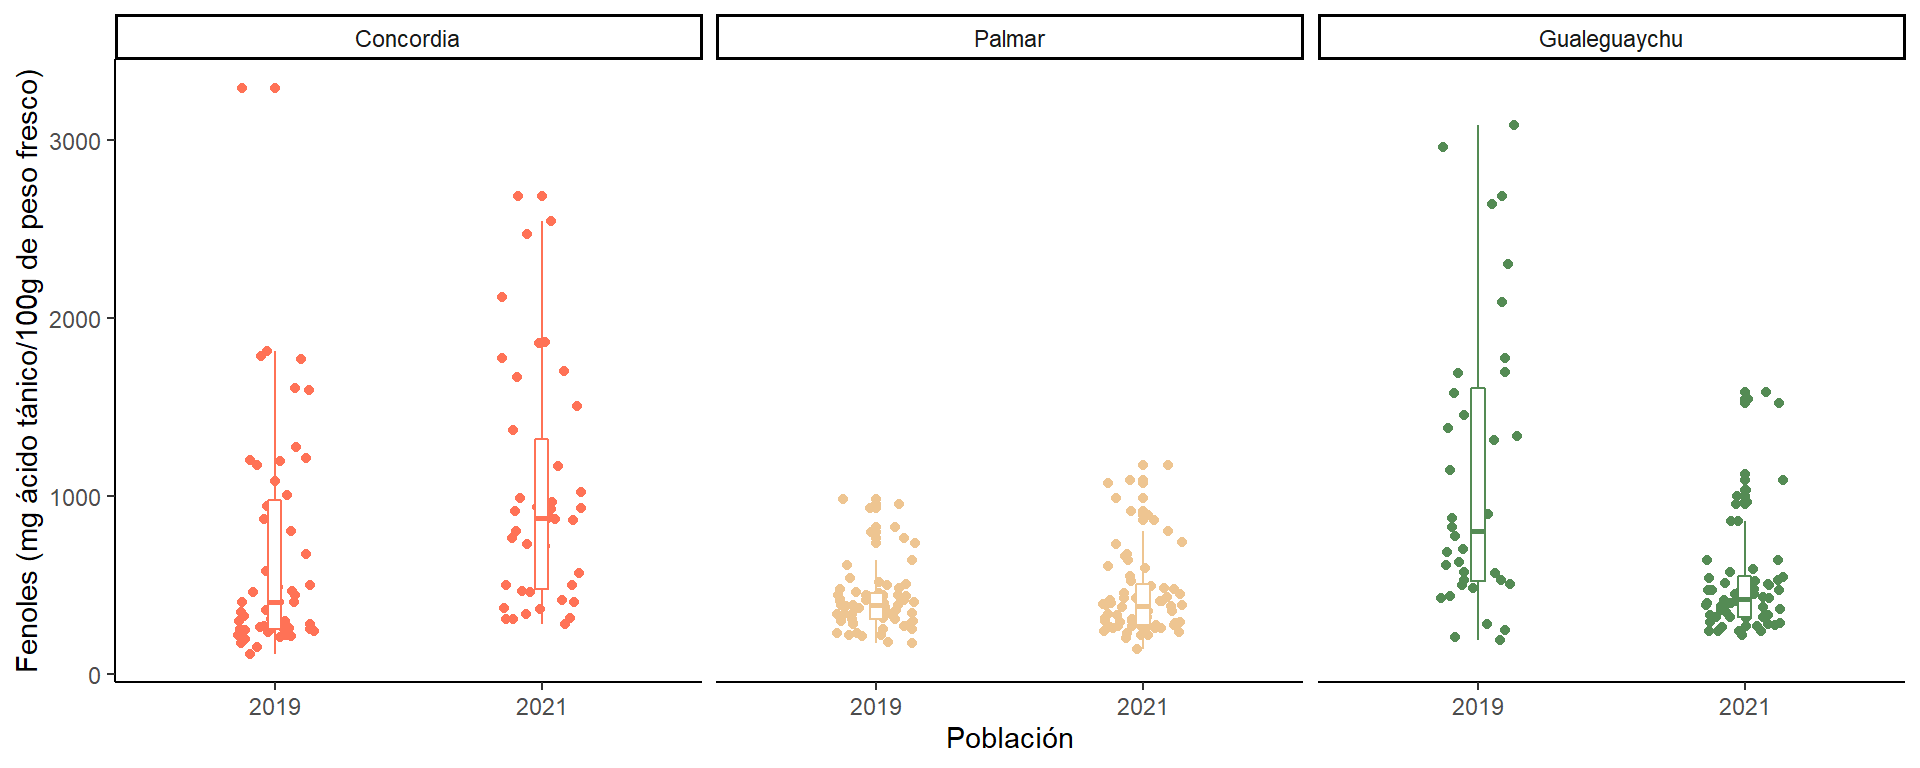 Concordia
Palmar
Gualeguaychu
Fenoles (mg ácido tánico/100g de peso fresco)
3000
2000
1000
0
2019
2021
2019
2021
2019
2021
Población